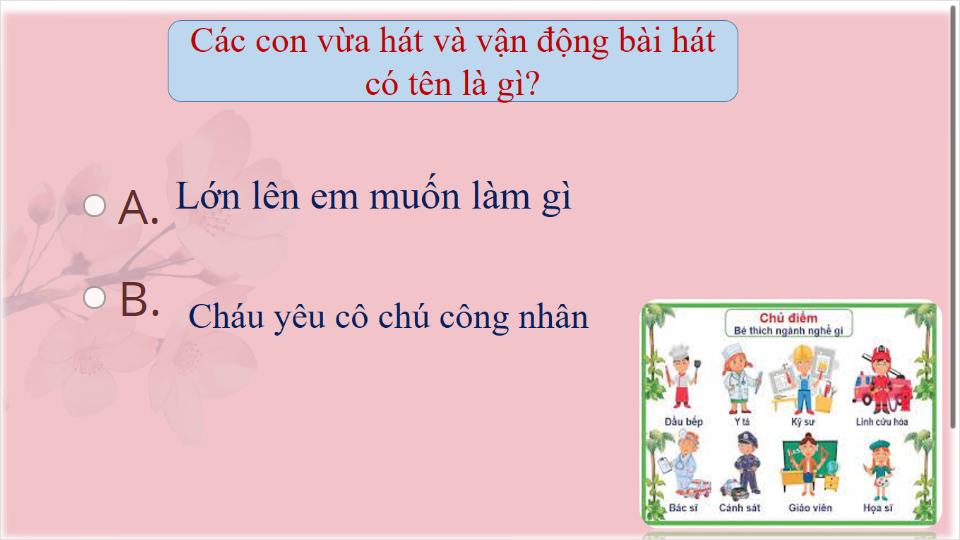 Các con vừa hát và vận động bài hát
có tên là gì?
A. Lớn lên em muốn làm gì
B. Cháu yêu cô chú công nhân
Chủ điểm
Bé thích ngành nghề gì
Đầu bếp Y tá Kỹ sư Lính cứu hỏa
Bác sĩ Cảnh sát Giáo viên Họa sĩ